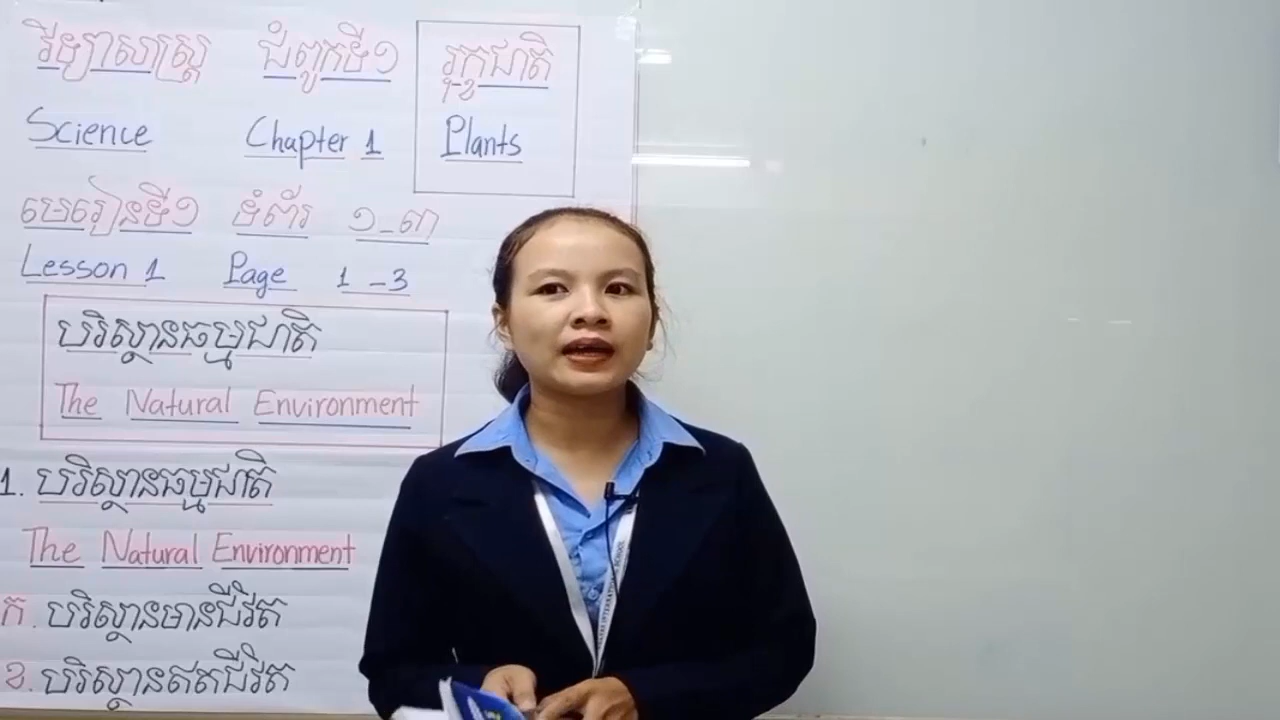 វិទ្យាសាស្ត្រ ជំពូកទី១ រុក្ខជាតិ
Science Chapter 1 Plants
មេរៀនទី១ ទំព័រ ១-៣
Lesson 1 Page 1-3
បរិស្ថានធម្មជាតិ
The Natural Environment
1. បរិស្ថានធម្មជាតិ
The Natural Environment
ក. បរិស្ថានមានជីវិត
ខ. បរិស្ថានឥតជីវិត
INTERNATIONAL SCHOOL